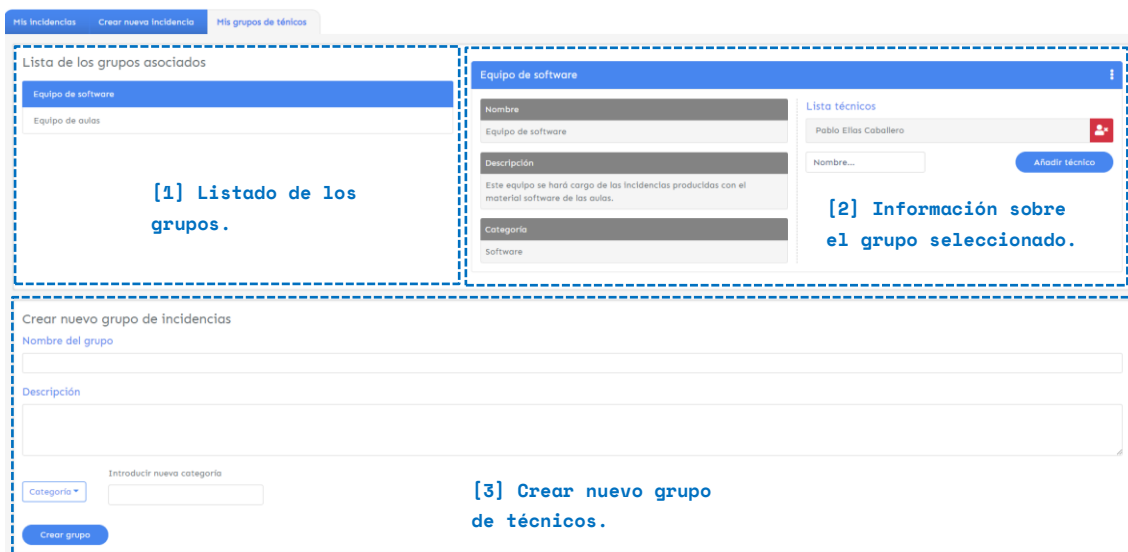 Mis incidencias
Crear nueva incidencia
Mis grupos de ténicos
Lista de los grupos asociados
Equipo de software
Equipo de aulas
[1] Listado de los
grupos.
Equipo de software
Nombre
Equipo de software
Descripción
Este equipo se hará cargo de las incidencias producidas con el
material software de las aulas.
Categoría
Software
Lista técnicos
Pablo Elías Caballero
Nombre...
Añadir técnico
[2] Información sobre
el grupo seleccionado.
Crear nuevo grupo de incidencias
Nombre del grupo
Descripción
Categoría
Introducir nueva categoría
Crear grupo
[3] Crear nuevo grupo
de técnicos.